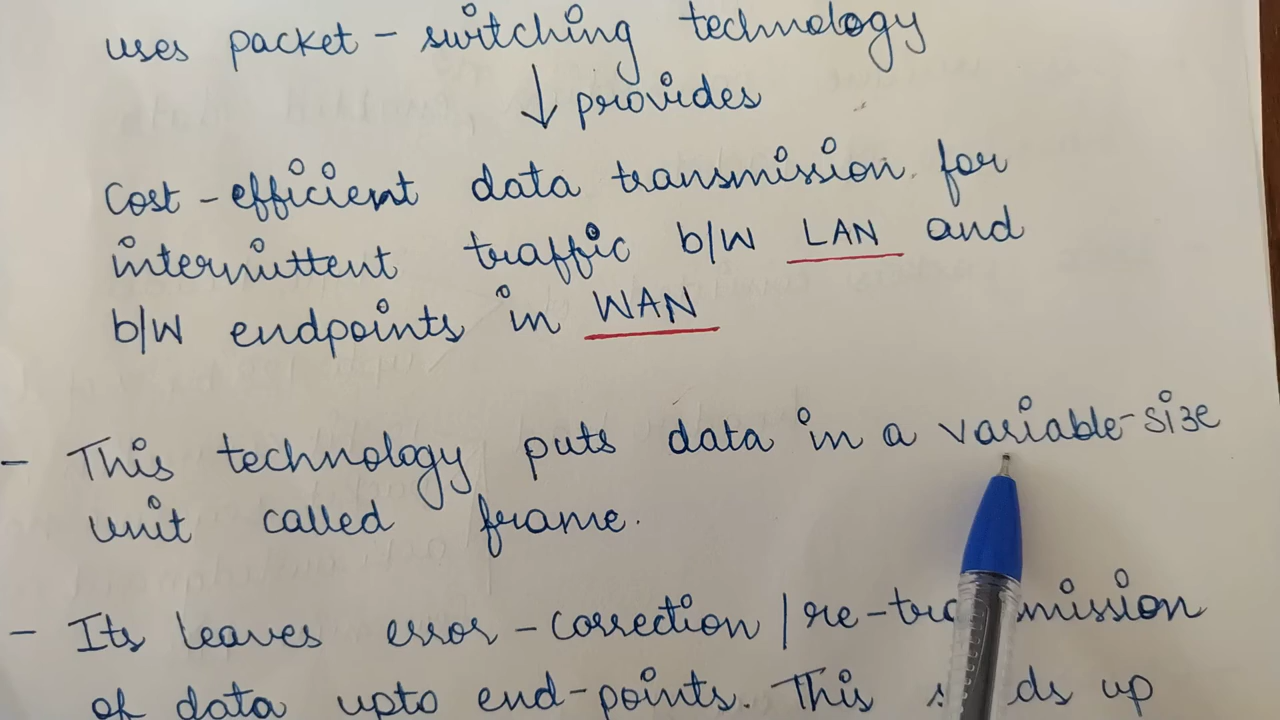 uses packet - switching technology
↓ provides
Cost - efficient data transmission for
intermittent traffic b/w LAN and
b/w endpoints in WAN
- This technology puts data in a variable-size
unit called frame.
- Its leaves error - correction / re-transmission
of data upto end-points. This up